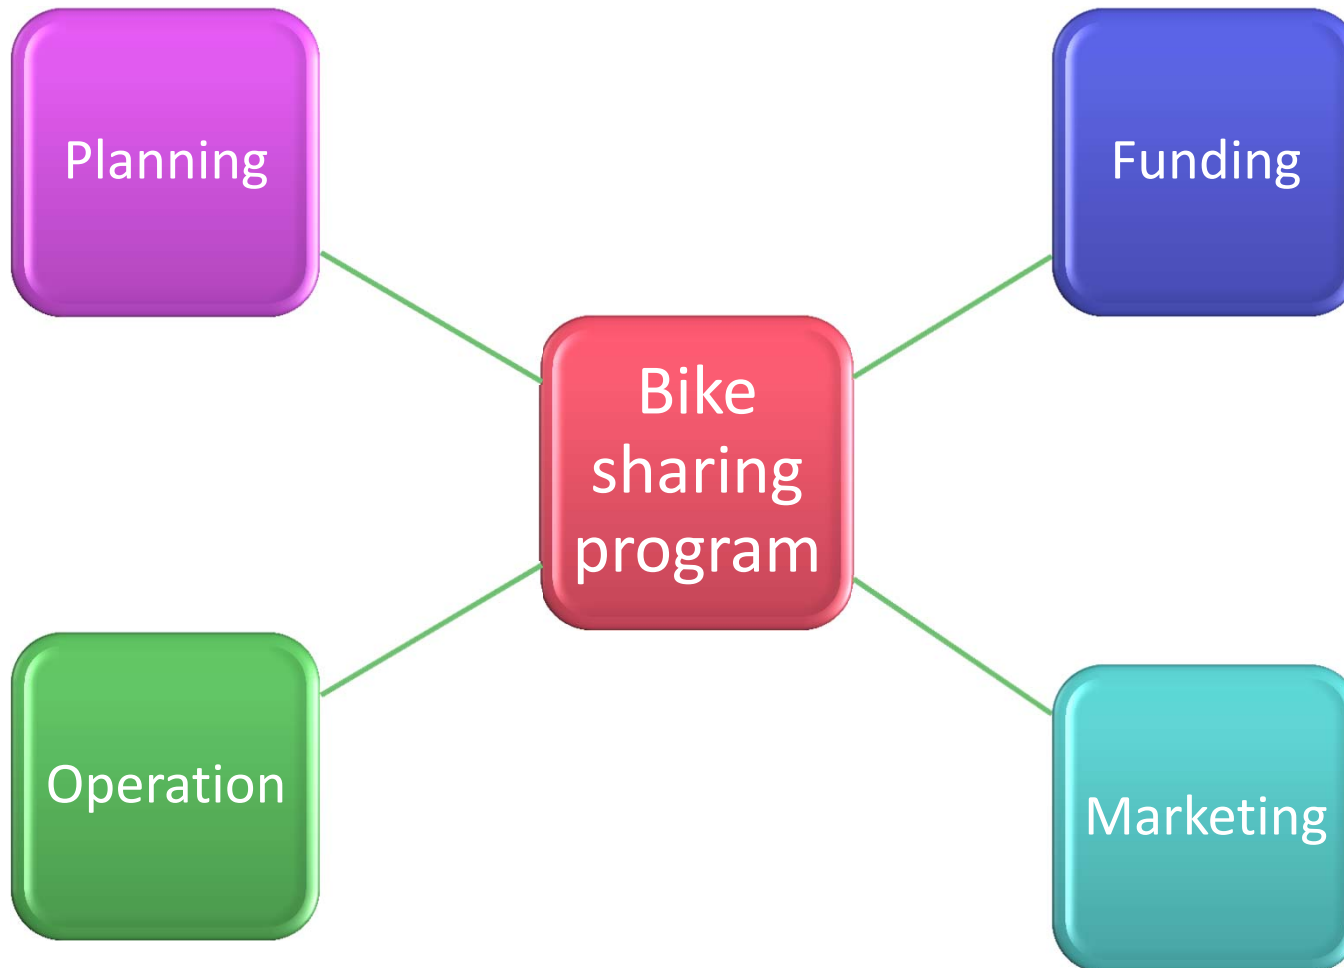 Planning
Funding
Bike
sharing
program
Operation
Marketing